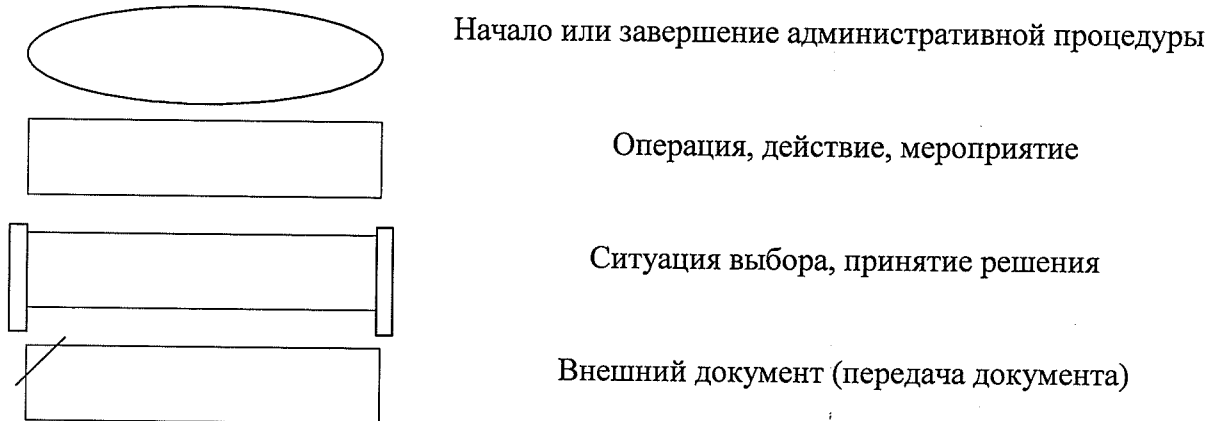 Начало или завершение административной процедуры
Операция, действие, мероприятие
Ситуация выбора, принятие решения
Внешний документ (передача документа)